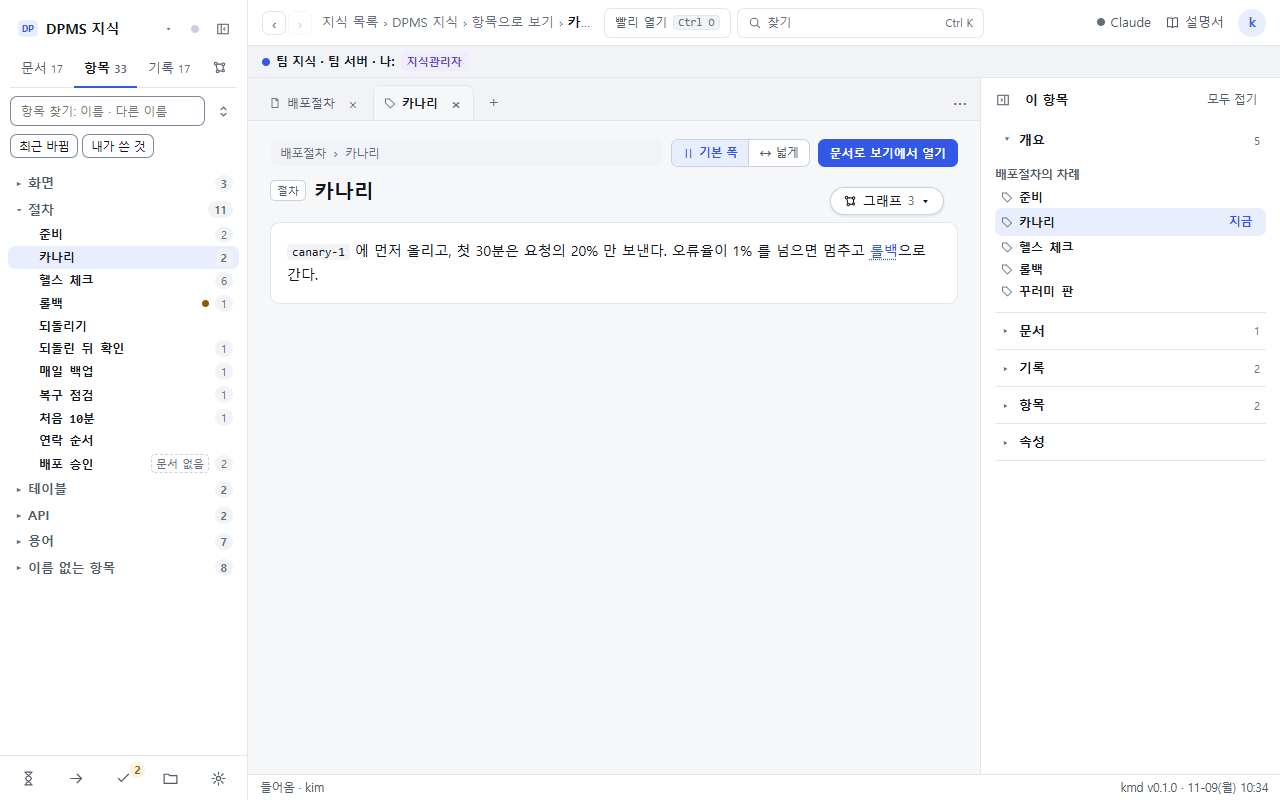 DP DPMS 지식
문서 17 항목 33 기록 17
항목 찾기: 이름 · 다른 이름
최근 바뀜 내가 쓴 것
화면 3
절차 11
준비 2
카나리 2
헬스 체크 6
롤백 1
되돌리기
되돌린 뒤 확인 1
매일 백업 1
복구 점검 1
처음 10분 1
연락 순서
배포 승인 문서 없음 2
테이블 2
API 2
용어 7
이름 없는 항목 8
2
‹ › 지식 목록 › DPMS 지식 › 항목으로 보기 › 카...
빨리 열기 Ctrl O
찾기 Ctrl K
Claude 설명서 k
팀 지식 · 팀 서버 · 나: 지식관리자
배포절차 × 카나리 × + ...
배포절차 › 카나리
기본 폭 넓게 문서로 보기에서 열기
절차 카나리
그래프 3
canary-1 에 먼저 올리고, 첫 30분은 요청의 20% 만 보낸다. 오류율이 1% 를 넘으면 멈추고 롤백으로
간다.
이 항목 모두 접기
개요 5
배포절차의 차례
준비
카나리 지금
헬스 체크
롤백
꾸러미 판
문서 1
기록 2
항목 2
속성
들어옴 · kim
kmd v0.1.0 · 11-09(월) 10:34